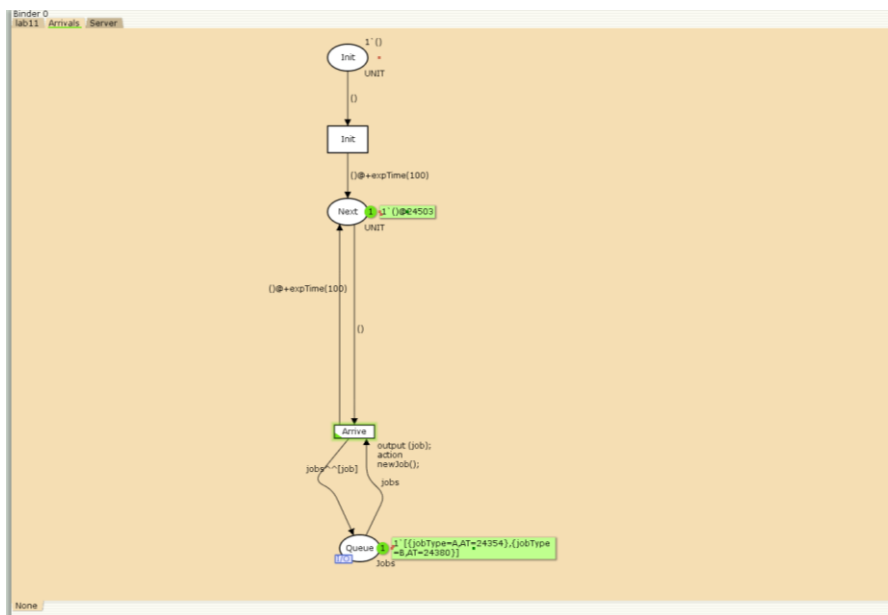 Binder 0
lab11 Arrivals Server
1`()
Init
UNIT
()
Init
()@+expTime(100)
Next 1 1`()@24503
UNIT
()@+expTime(100)
()
Arrive
output (job);
action
newJob();
jobs^^[job]
jobs
Queue 1 1`[{jobType=A,AT=24354},{jobType
=B,AT=24380}]
I/O
Jobs
None